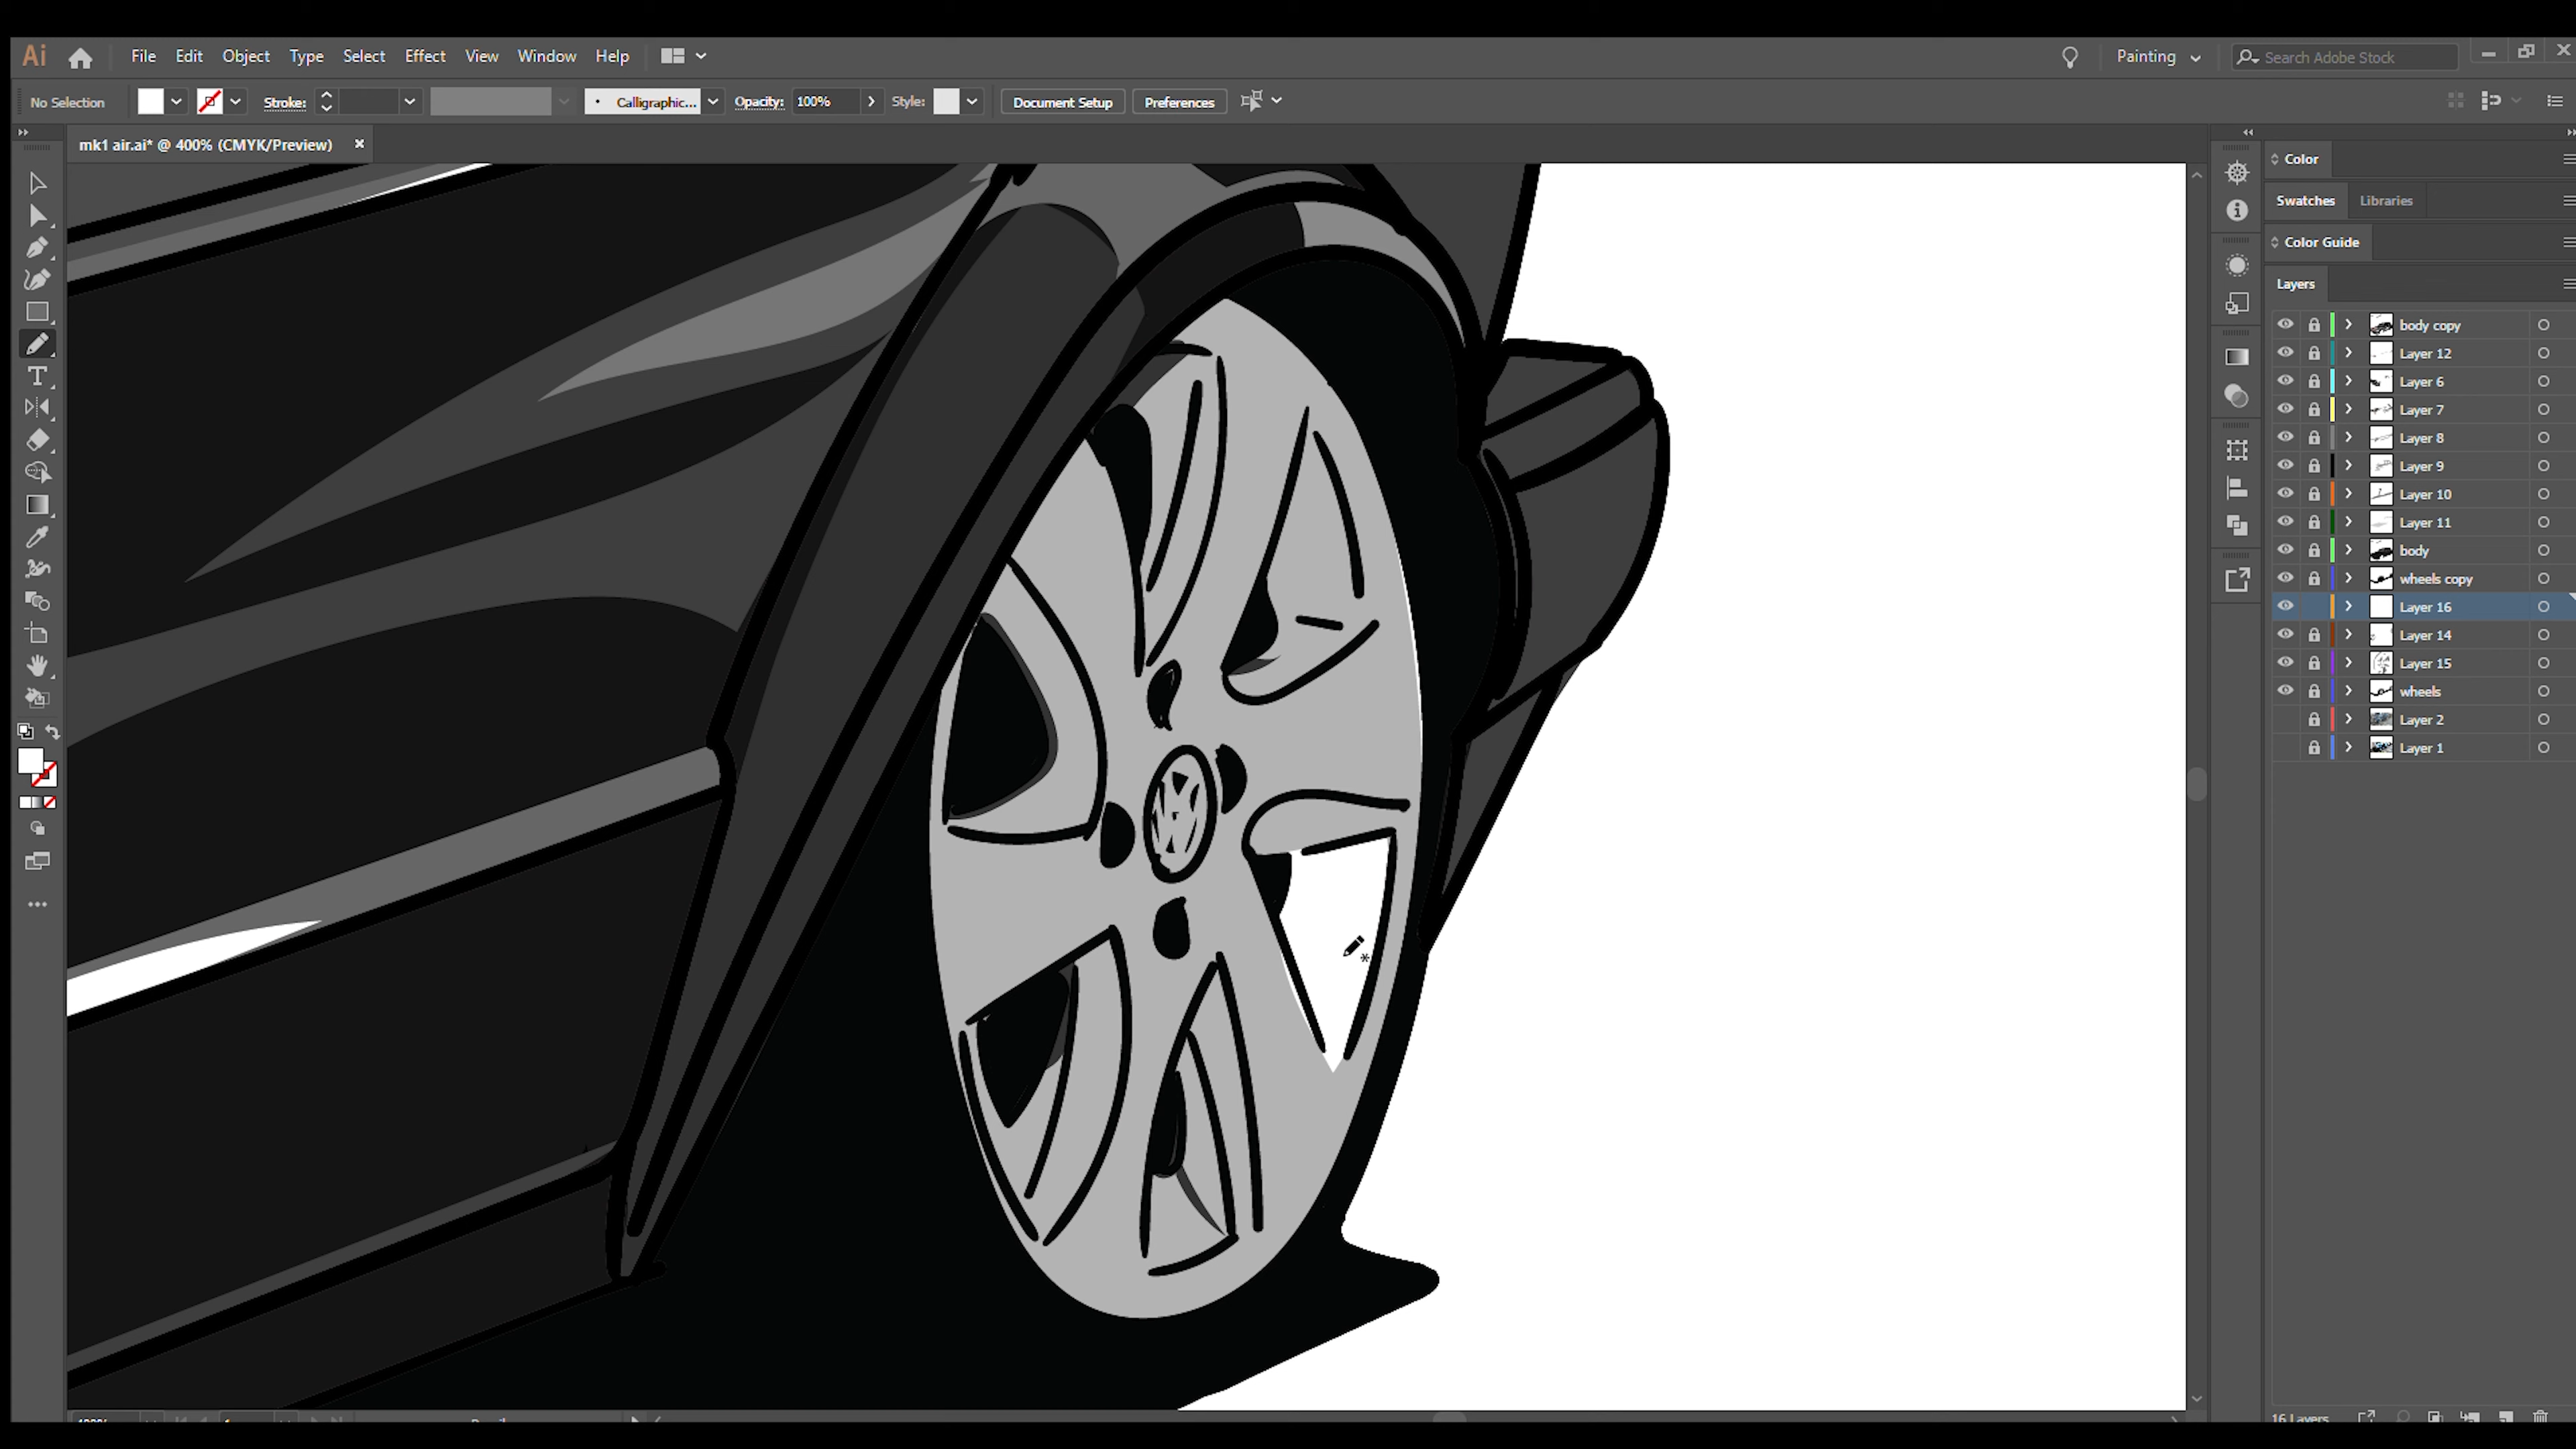 Ai File Edit Object Type Select Effect View Window Help Painting Search Adobe Stock
No Selection Stroke: Calligraphic... Opacity: 100% Style: Document Setup Preferences
mk1 air.ai* @ 400% (CMYK/Preview)
Color
Swatches Libraries
Color Guide
Layers
body copy
Layer 12
Layer 6
Layer 7
Layer 8
Layer 9
Layer 10
Layer 11
body
wheels copy
Layer 16
Layer 14
Layer 15
wheels
Layer 2
Layer 1
16 Layers